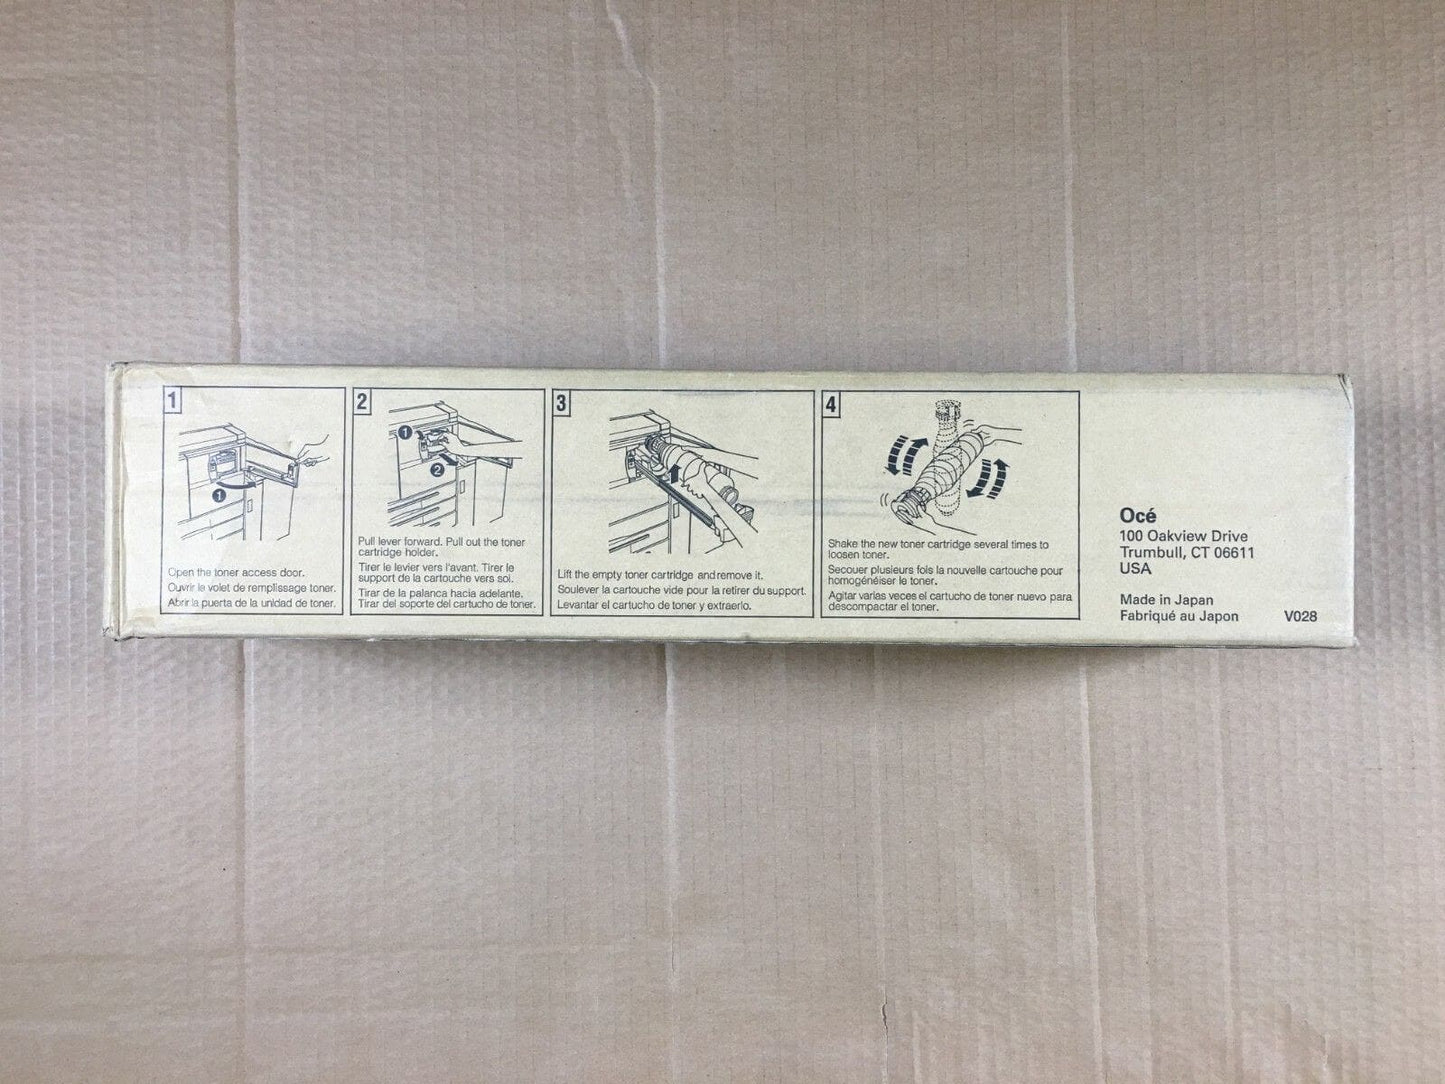 1
1
Open the toner access door.
Ouvrir le volet de remplissage toner.
Abrir la puerta de la unidad de toner.
2
1
2
Pull lever forward. Pull out the toner
cartridge holder.
Tirer le levier vers l'avant. Tirer le
support de la cartouche vers sol.
Tirar de la palanca hacia adelante.
Tirar del soporte del cartucho de toner.
3
Lift the empty toner cartridge and remove it.
Soulever la cartouche vide pour la retirer du support.
Levantar el cartucho de toner y extraerlo.
4
Shake the new toner cartridge several times to
loosen toner.
Secouer plusieurs fois la nouvelle cartouche pour
homogénéiser le toner.
Agitar varias veces el cartucho de toner nuevo para
descompactar el toner.
Océ
100 Oakview Drive
Trumbull, CT 06611
USA
Made in Japan
Fabriqué au Japon V028